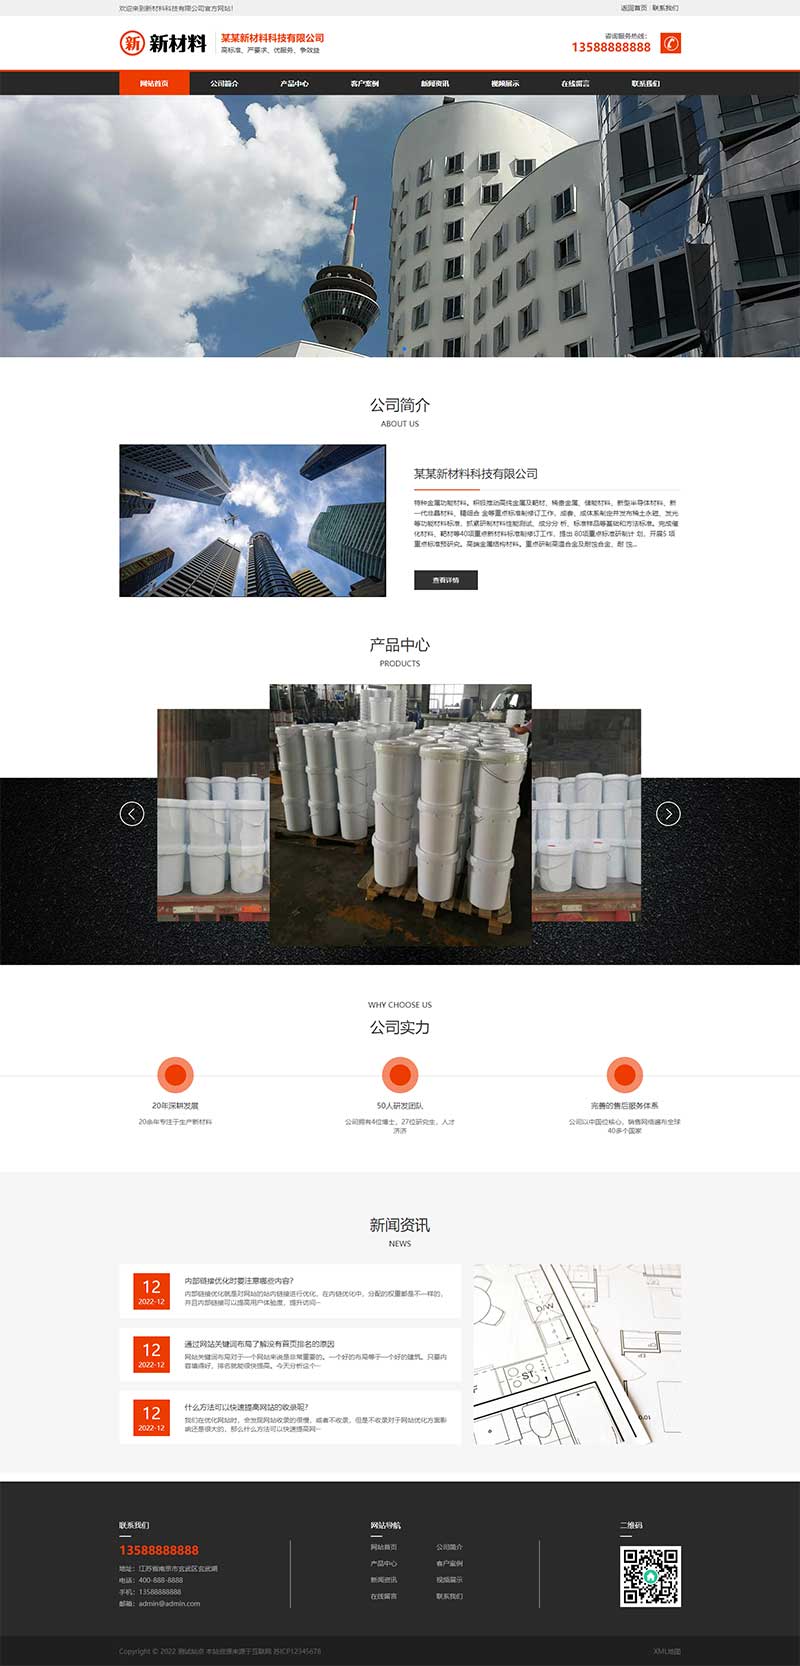 欢迎来到新材料科技有限公司官方网站!
返回首页 | 联系我们
新 新材料
某某新材料科技有限公司
高标准、严要求、优服务、争效益
咨询服务热线:
13588888888
网站首页 公司简介 产品中心 客户案例 新闻资讯 视频展示 在线留言 联系我们
公司简介
ABOUT US
某某新材料科技有限公司
特种金属功能材料。积极推动高纯金属及靶材、稀贵金属、储能材料、新型半导体材料、新
一代非晶材料、精细合 金等重点标准制修订工作，成套、成体系制定并发布稀土永磁、发光
等功能材料标准，抓紧研制材料性能测试、成分分 析、标准样品等基础和方法标准。完成催
化材料、靶材等40项重点新材料标准制修订工作，提出 80项重点标准研制计 划，开展5 项
重点标准预研究。高端金属结构材料。重点研制高温合金及耐蚀合金、耐 蚀...
查看详情
产品中心
PRODUCTS
WHY CHOOSE US
公司实力
20年深耕发展
20余年专注于生产新材料
50人研发团队
公司拥有4位博士，27位研究生，人才
济济
完善的售后服务体系
公司以中国位核心，销售网络遍布全球
40多个国家
新闻资讯
NEWS
12
2022-12
内部链接优化时要注意哪些内容?
内部链接优化就是对网站的站内链接进行优化，在内链优化中，分配的权重都是不一样的，
并且内部链接可以提高用户体验度，提升访问···
12
2022-12
通过网站关键词布局了解没有首页排名的原因
网站关键词布局对于一个网站来说是非常重要的。一个好的布局等于一个好的建筑。只要内
容填得好，排名就能很快提高。今天分析这个···
12
2022-12
什么方法可以快速提高网站的收录呢?
我们在优化网站时，会发现网站收录的很慢，或者不收录，但是不收录对于网站优化方面影
响还是很大的，那么什么方法可以快速提高网···
D/W
ST
联系我们
13588888888
地址：江苏省南京市玄武区玄武湖
电话：400-888-8888
手机：13588888888
邮箱：admin@admin.com
网站导航
网站首页 公司简介
产品中心 客户案例
新闻资讯 视频展示
在线留言 联系我们
二维码
Copyright © 2022 测试站点 本站资源来源于互联网 苏ICP12345678
XML地图